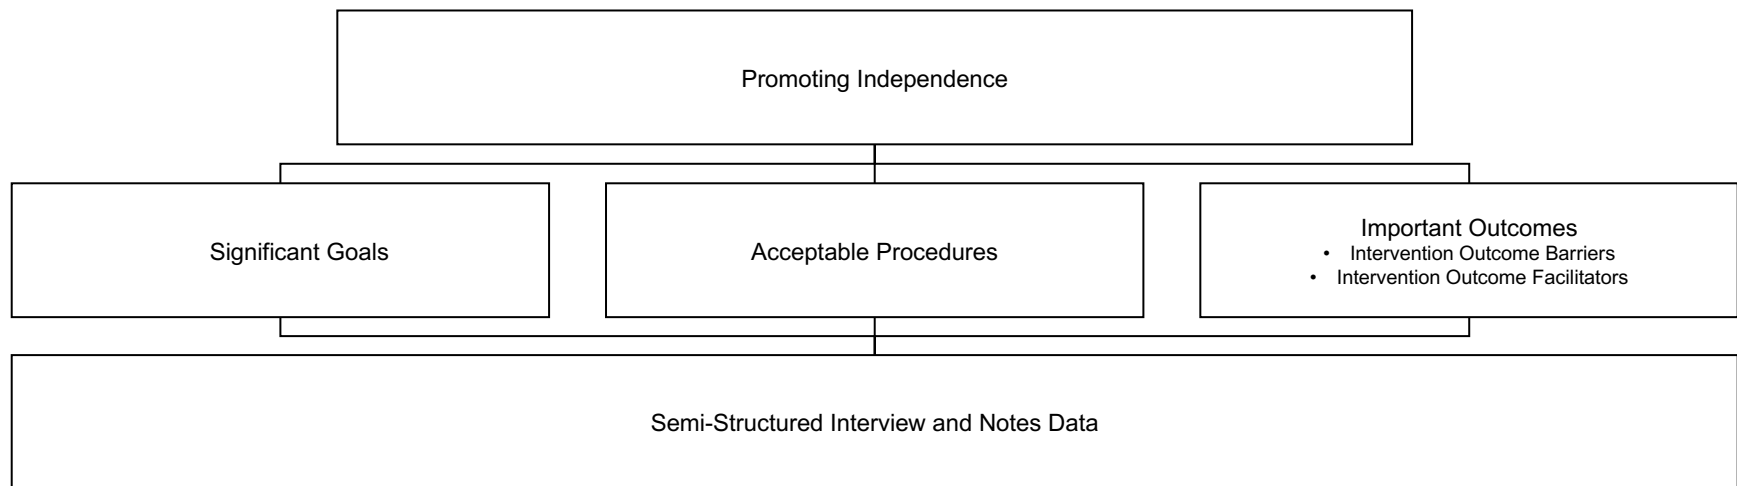 Promoting Independence
Significant Goals
Acceptable Procedures
Important Outcomes
• Intervention Outcome Barriers
• Intervention Outcome Facilitators
Semi-Structured Interview and Notes Data